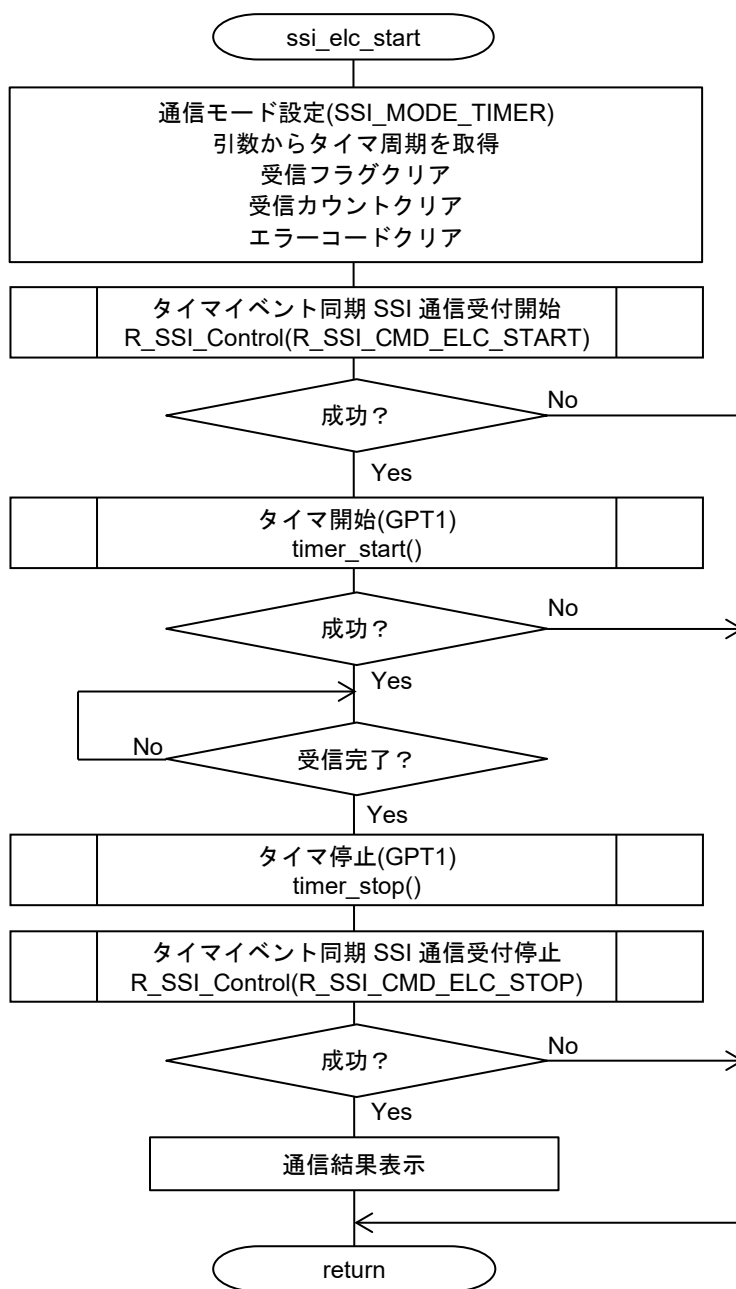 ssi_elc_start
通信モード設定(SSI_MODE_TIMER)
引数からタイマ周期を取得
受信フラグクリア
受信カウントクリア
エラーコードクリア
タイマイベント同期 SSI 通信受付開始
R_SSI_Control(R_SSI_CMD_ELC_START)
成功？
No
Yes
タイマ開始(GPT1)
timer_start()
成功？
No
Yes
受信完了？
No
Yes
タイマ停止(GPT1)
timer_stop()
タイマイベント同期 SSI 通信受付停止
R_SSI_Control(R_SSI_CMD_ELC_STOP)
成功？
No
Yes
通信結果表示
return